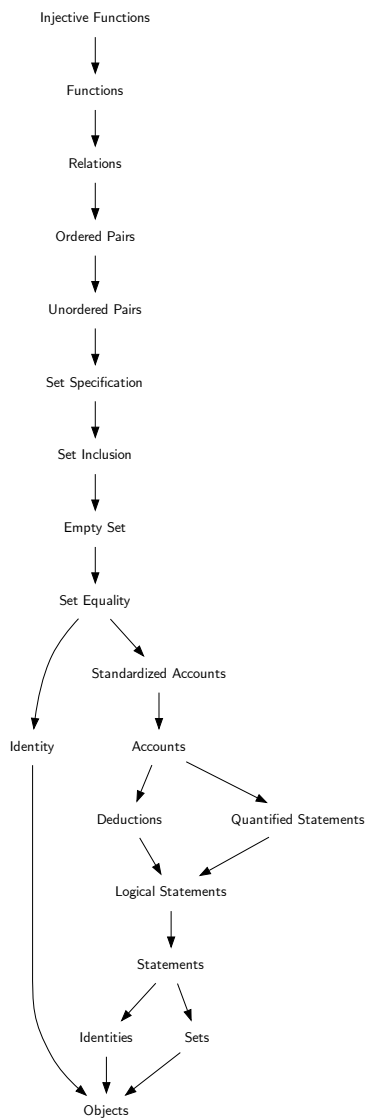 Injective Functions
Functions
Relations
Ordered Pairs
Unordered Pairs
Set Specification
Set Inclusion
Empty Set
Set Equality
Standardized Accounts
Identity
Accounts
Deductions
Quantified Statements
Logical Statements
Statements
Identities
Sets
Objects